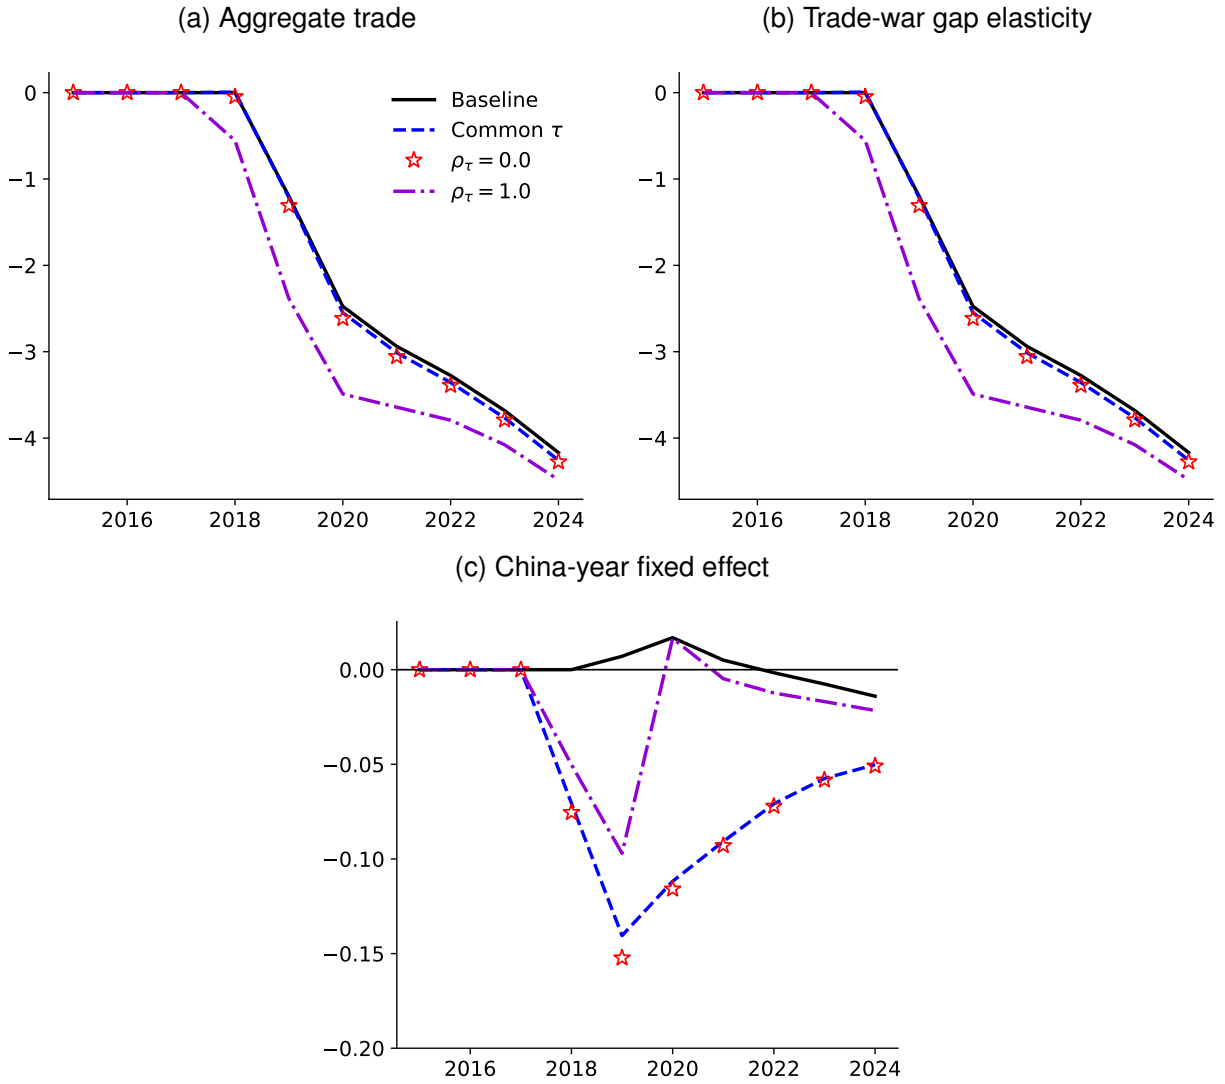 (a) Aggregate trade
0
−1
−2
−3
−4
2016 2018 2020 2022 2024
Baseline
Common τ
ρτ = 0.0
ρτ = 1.0
(b) Trade-war gap elasticity
0
−1
−2
−3
−4
2016 2018 2020 2022 2024
(c) China-year fixed effect
0.00
−0.05
−0.10
−0.15
−0.20
2016 2018 2020 2022 2024